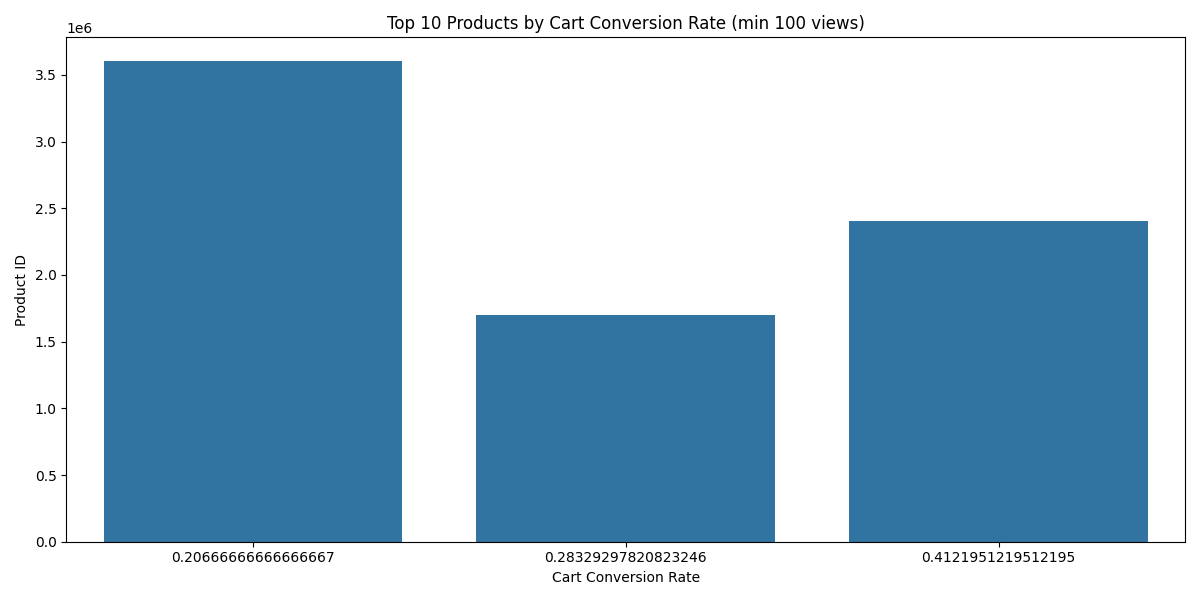 Top 10 Products by Cart Conversion Rate (min 100 views)
1e6
3.5
3.0
2.5
2.0
1.5
1.0
0.5
0.0
Product ID
0.20666666666666667 0.28329297820823246 0.4121951219512195
Cart Conversion Rate